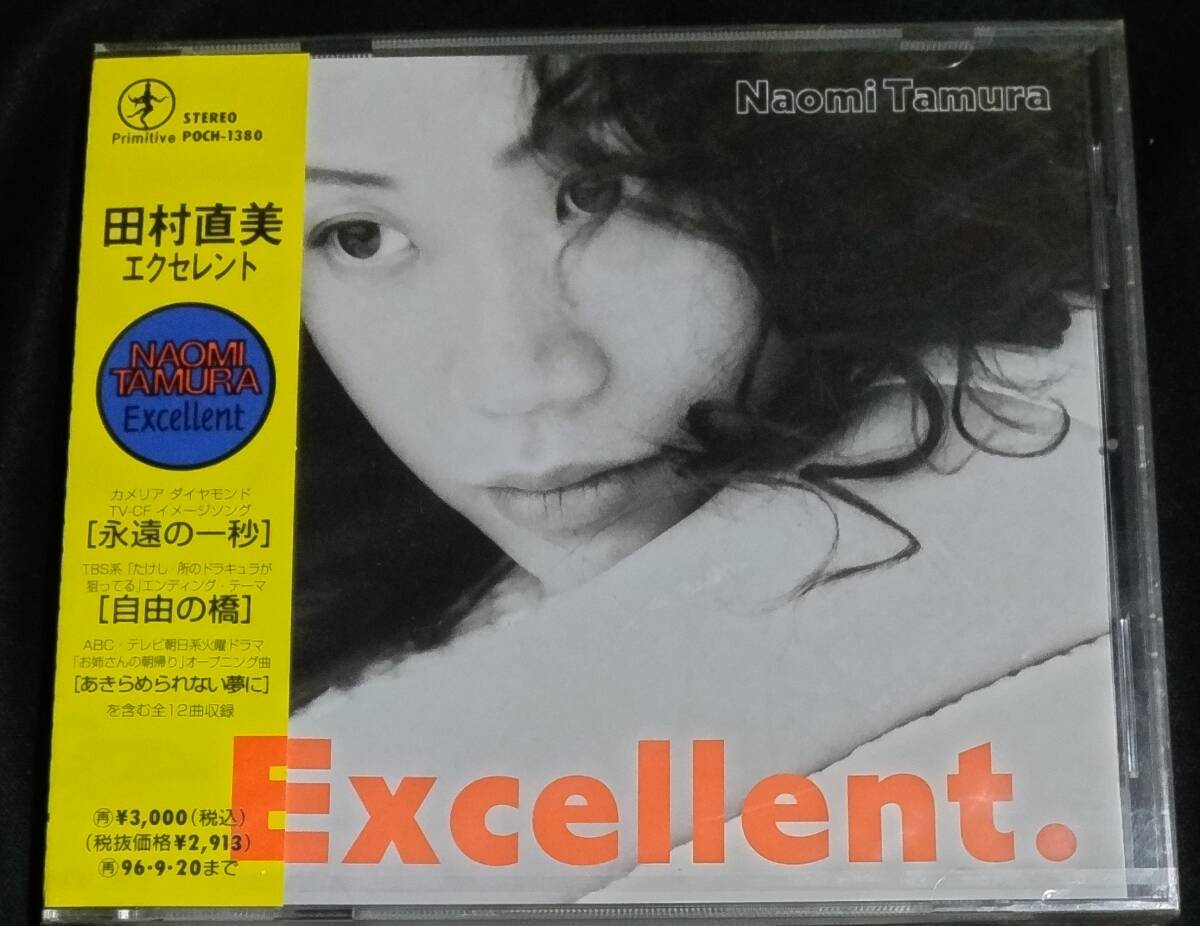 Primitive
STEREO
POCH-1380
田村直美
エクセレント
NAOMI
TAMURA
Excellent
カメリア ダイヤモンド
TV-CF イメージソング
[永遠の一秒]
TBS系「たけし・所のドラキュラが
狙ってる」エンディング・テーマ
[自由の橋]
ABC・テレビ朝日系火曜ドラマ
「お姉さんの朝帰り」オープニング曲
[あきらめられない夢に]
を含む全12曲収録
再¥3,000(税込)
(税抜価格¥2,913)
再96・9・20まで
Naomi Tamura
Excellent.